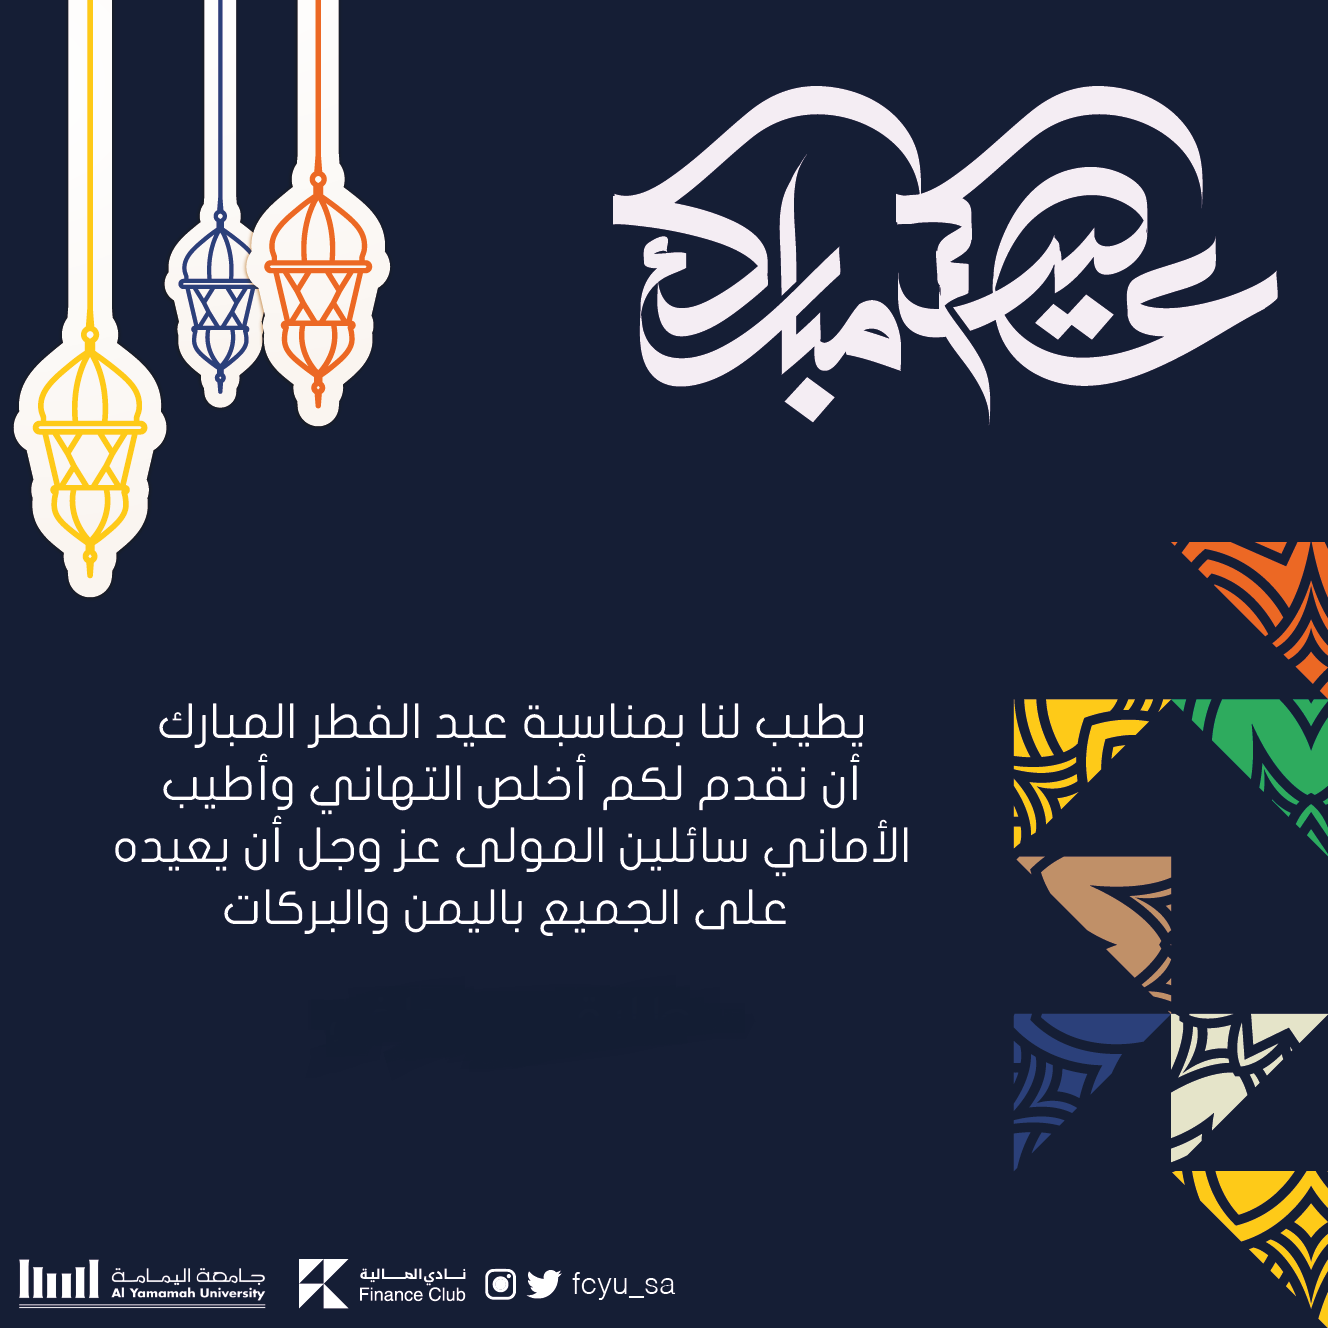 عيدكم مبارك
يطيب لنا بمناسبة عيد الفطر المبارك
أن نقدم لكم أخلص التهاني وأطيب
الأماني سائلين المولى عز وجل أن يعيده
على الجميع باليمن والبركات
جامعة اليمامة
Al Yamamah University
نادي المالية
Finance Club
fcyu_sa